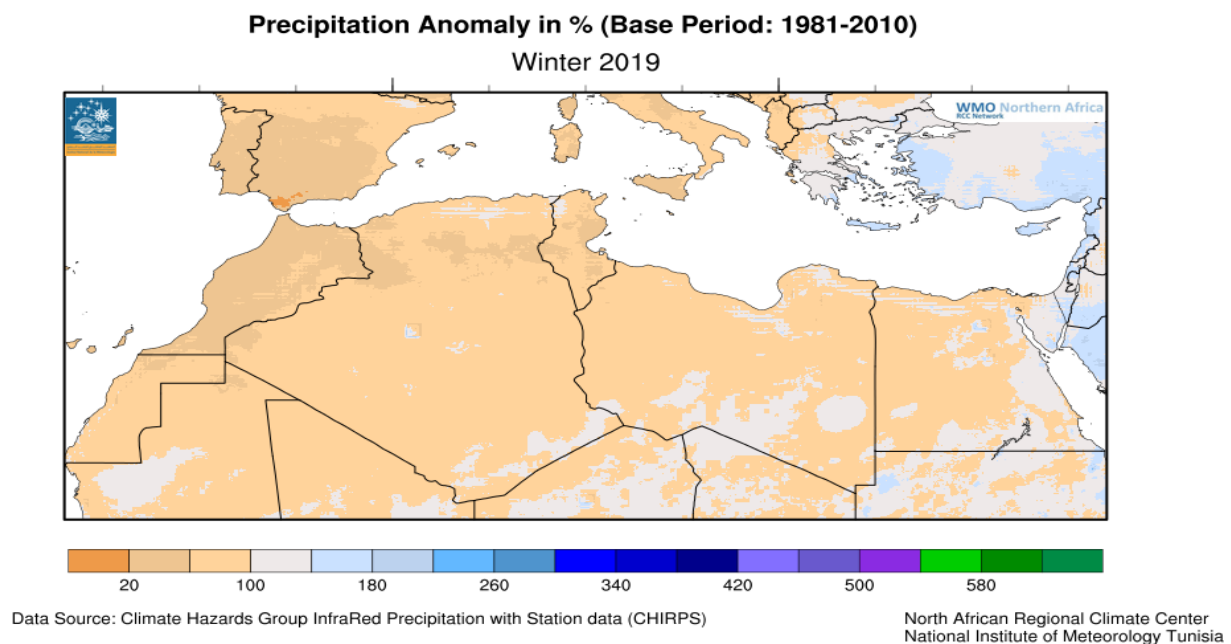 Precipitation Anomaly in % (Base Period: 1981-2010)
Winter 2019
WMO Northern Africa
RCC Network
20 100 180 260 340 420 500 580
Data Source: Climate Hazards Group InfraRed Precipitation with Station data (CHIRPS)
North African Regional Climate Center
National Institute of Meteorology Tunisia